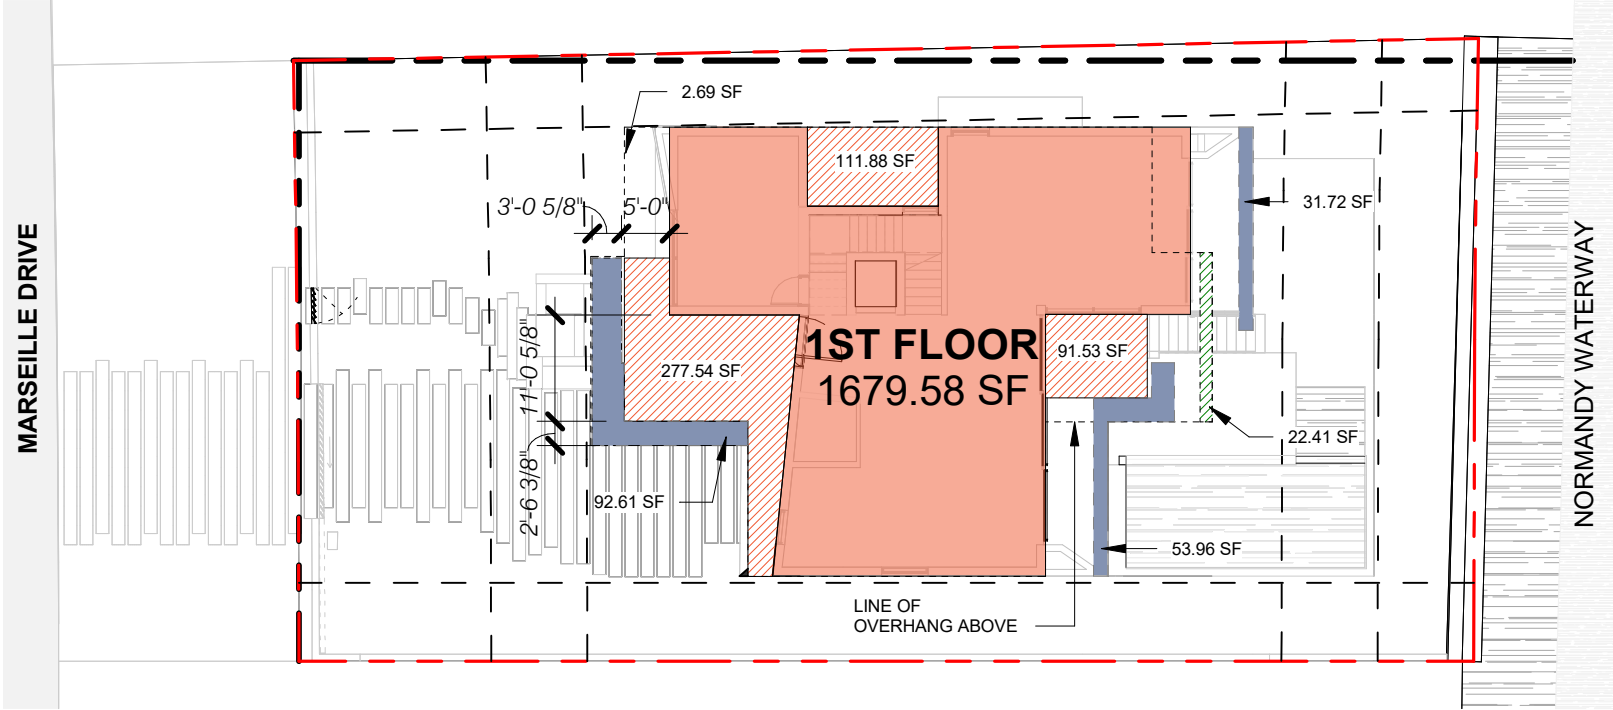 2.69 SF
111.88 SF
3'-0 5/8"
5'-0"
31.72 SF
MARSEILLE DRIVE
NORMANDY WATERWAY
11'-0 5/8"
1ST FLOOR
1679.58 SF
91.53 SF
277.54 SF
22.41 SF
2'-6 3/8"
92.61 SF
53.96 SF
LINE OF
OVERHANG ABOVE